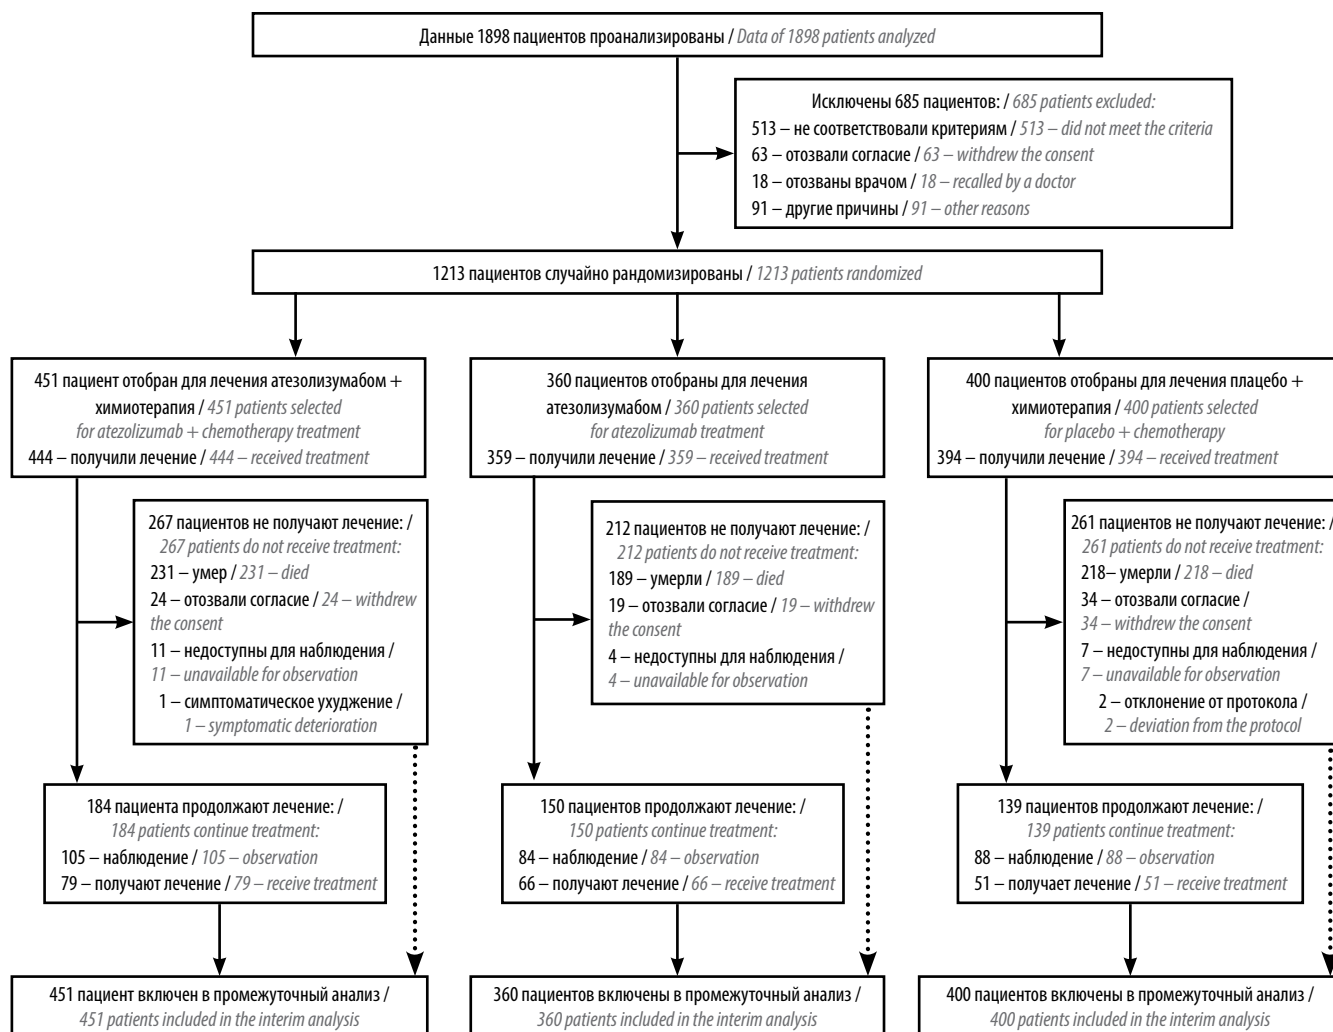 Данные 1898 пациентов проанализированы / Data of 1898 patients analyzed
Исключены 685 пациентов: / 685 patients excluded:
513 – не соответствовали критериям / 513 – did not meet the criteria
63 – отозвали согласие / 63 – withdrew the consent
18 – отозваны врачом / 18 – recalled by a doctor
91 – другие причины / 91 – other reasons
1213 пациентов случайно рандомизированы / 1213 patients randomized
451 пациент отобран для лечения атезолизумабом +
химиотерапия / 451 patients selected
for atezolizumab + chemotherapy treatment
444 – получили лечение / 444 – received treatment
360 пациентов отобраны для лечения
атезолизумабом / 360 patients selected
for atezolizumab treatment
359 – получили лечение / 359 – received treatment
400 пациентов отобраны для лечения плацебо +
химиотерапия / 400 patients selected
for placebo + chemotherapy
394 – получили лечение / 394 – received treatment
267 пациентов не получают лечение: /
267 patients do not receive treatment:
231 – умер / 231 – died
24 – отозвали согласие / 24 – withdrew
the consent
11 – недоступны для наблюдения /
11 – unavailable for observation
1 – симптоматическое ухуджение /
1 – symptomatic deterioration
212 пациентов не получают лечение: /
212 patients do not receive treatment:
189 – умерли / 189 – died
19 – отозвали согласие / 19 – withdrew
the consent
4 – недоступны для наблюдения /
4 – unavailable for observation
261 пациентов не получают лечение: /
261 patients do not receive treatment:
218– умерли / 218 – died
34 – отозвали согласие /
34 – withdrew the consent
7 – недоступны для наблюдения /
7 – unavailable for observation
2 – отклонение от протокола /
2 – deviation from the protocol
184 пациента продолжают лечение: /
184 patients continue treatment:
105 – наблюдение / 105 – observation
79 – получают лечение / 79 – receive treatment
150 пациентов продолжают лечение: /
150 patients continue treatment:
84 – наблюдение / 84 – observation
66 – получают лечение / 66 – receive treatment
139 пациентов продолжают лечение: /
139 patients continue treatment:
88 – наблюдение / 88 – observation
51 – получает лечение / 51 – receive treatment
451 пациент включен в промежуточный анализ /
451 patients included in the interim analysis
360 пациентов включены в промежуточный анализ /
360 patients included in the interim analysis
400 пациентов включены в промежуточный анализ /
400 patients included in the interim analysis